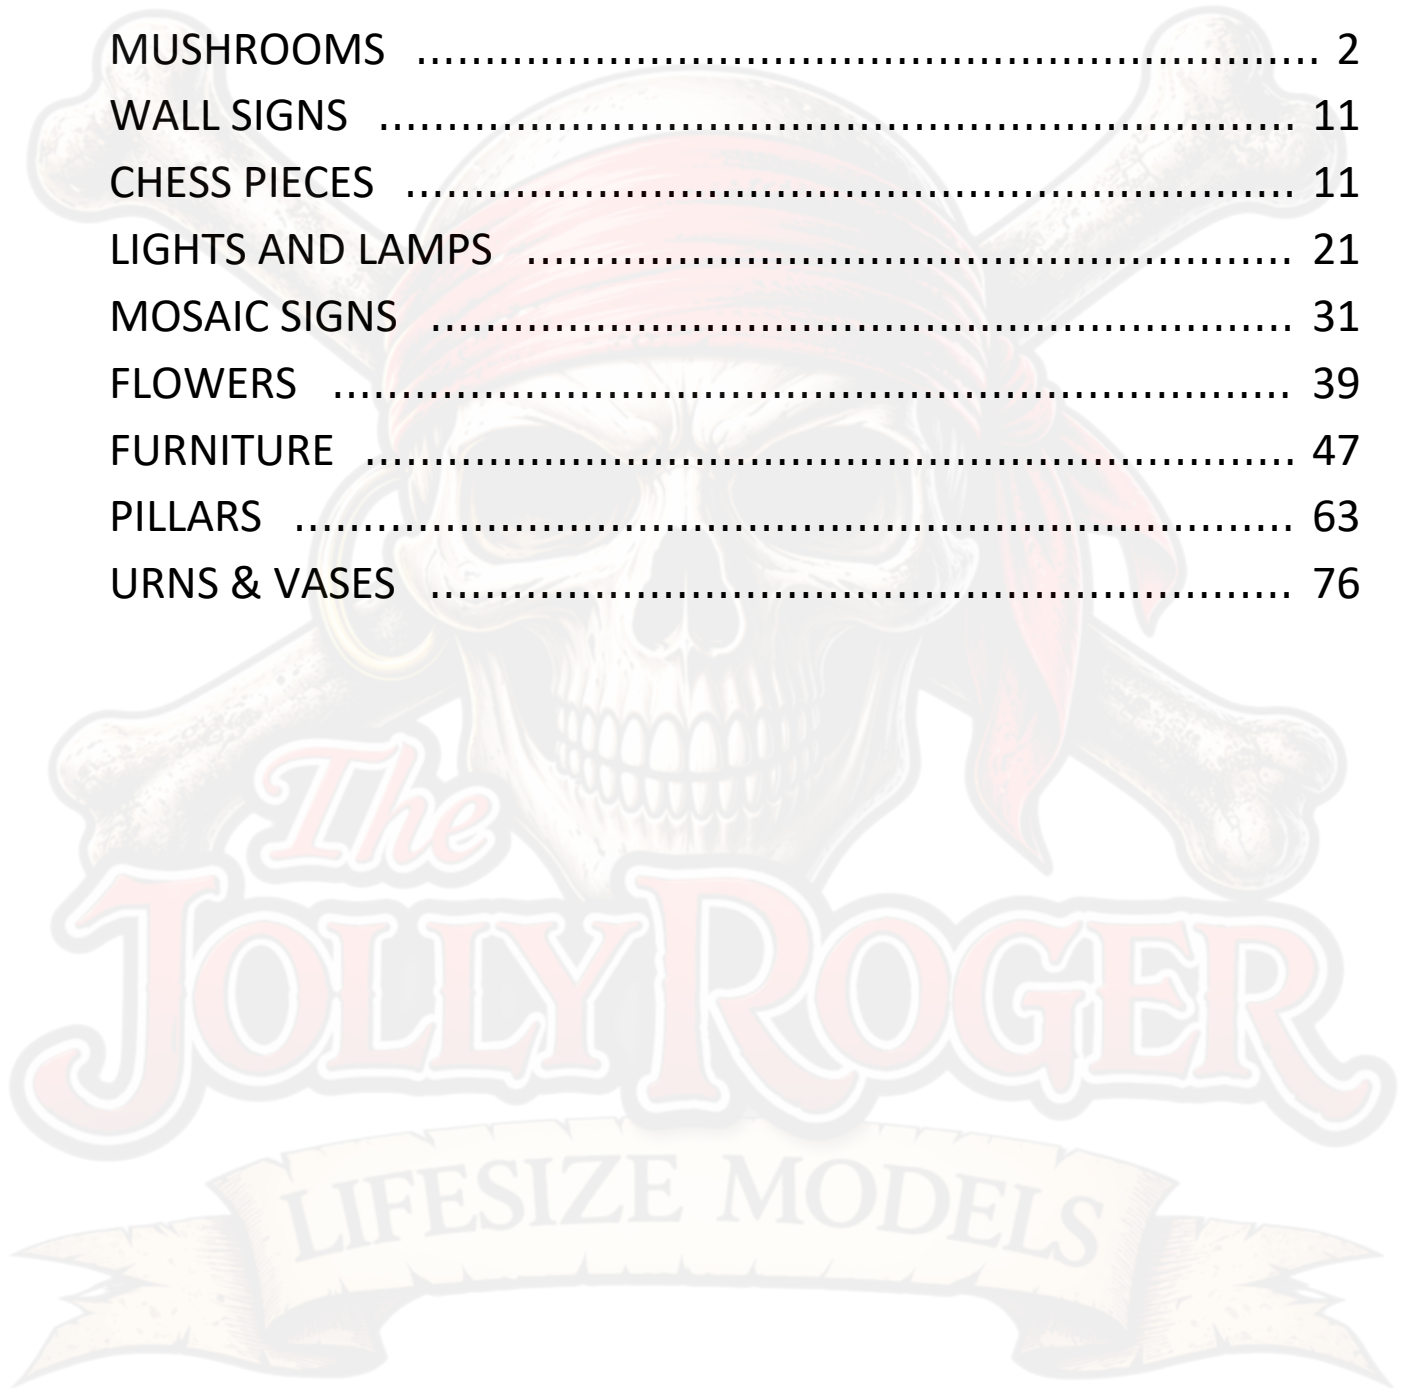 MUSHROOMS ................................................................... 2
WALL SIGNS .................................................................... 11
CHESS PIECES .................................................................. 11
LIGHTS AND LAMPS ......................................................... 21
MOSAIC SIGNS ................................................................ 31
FLOWERS ....................................................................... 39
FURNITURE ..................................................................... 47
PILLARS .......................................................................... 63
URNS & VASES ................................................................ 76
The
JOLLY ROGER
LIFESIZE MODELS